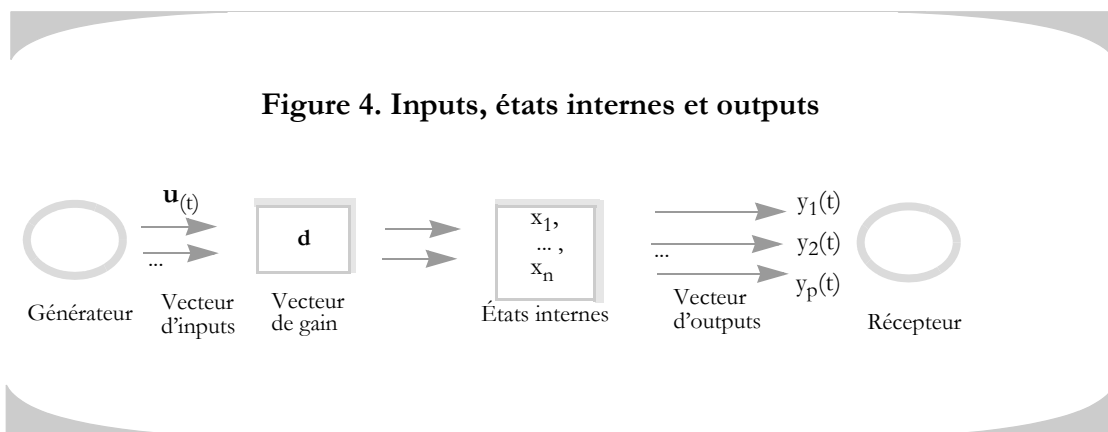 Figure 4. Inputs, états internes et outputs
u(t)
...
d
x1,
... ,
xn
...
y1(t)
y2(t)
yp(t)
Générateur
Vecteur
d'inputs
Vecteur
de gain
États internes
Vecteur
d'outputs
Récepteur